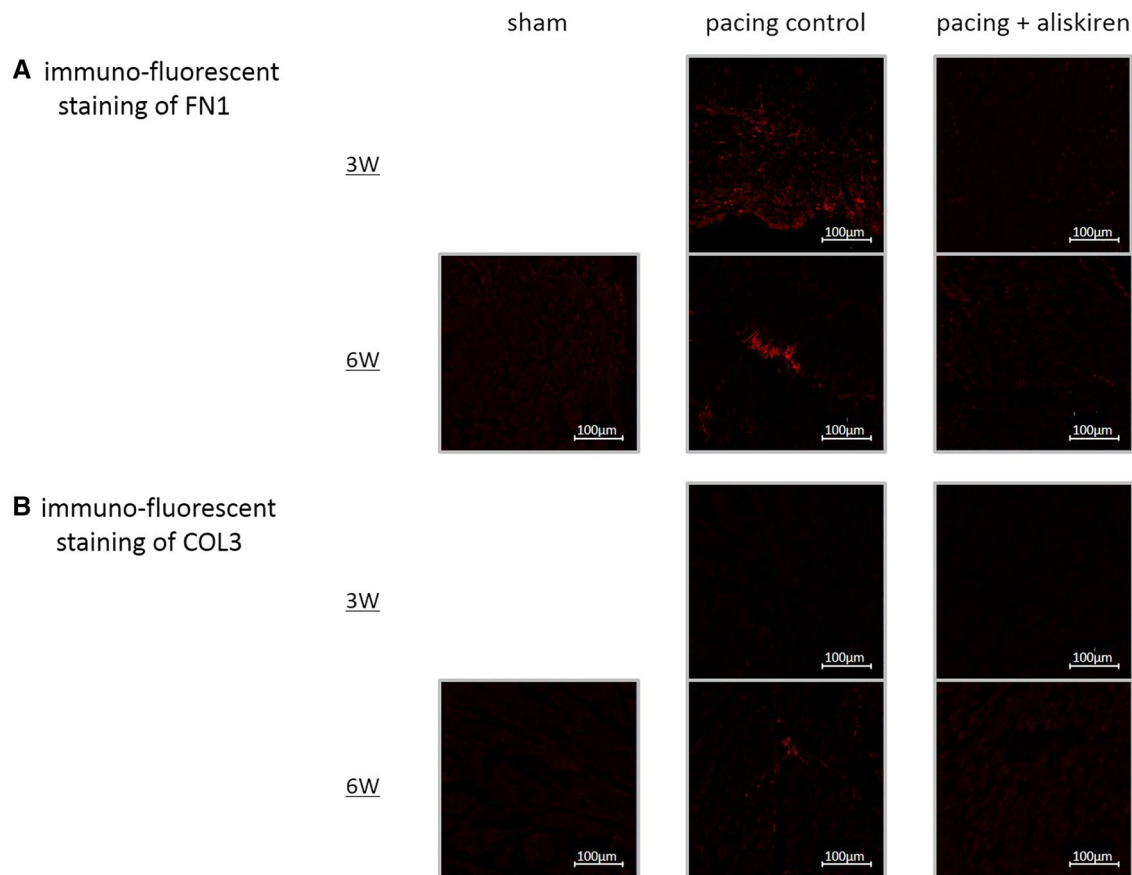 sham pacing control pacing + aliskiren
A immuno-fluorescent
staining of FN1
3W
100µm 100µm
6W
100µm 100µm 100µm
B immuno-fluorescent
staining of COL3
3W
100µm 100µm
6W
100µm 100µm 100µm